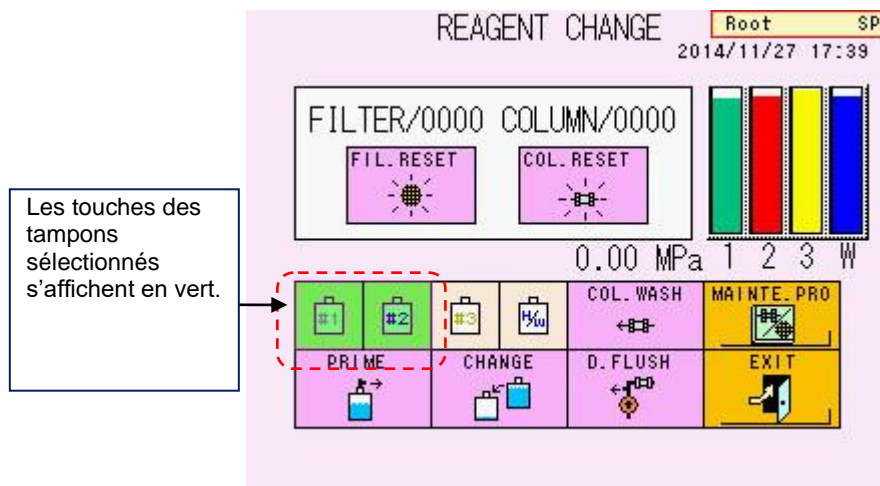 REAGENT CHANGE
Root SP
2014/11/27 17:39
FILTER/0000 COLUMN/0000
FIL.RESET COL.RESET
Les touches des
tampons
sélectionnés
s’affichent en vert.
0.00 MPa 1 2 3 W
#1 #2 #3 H/W COL.WASH MAINTE.PRO
PRIME CHANGE D.FLUSH EXIT